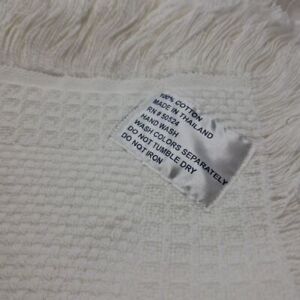 100% COTTON
MADE IN THAILAND
RN # 50524
HAND WASH
WASH COLORS SEPARATELY
DO NOT TUMBLE DRY
DO NOT IRON